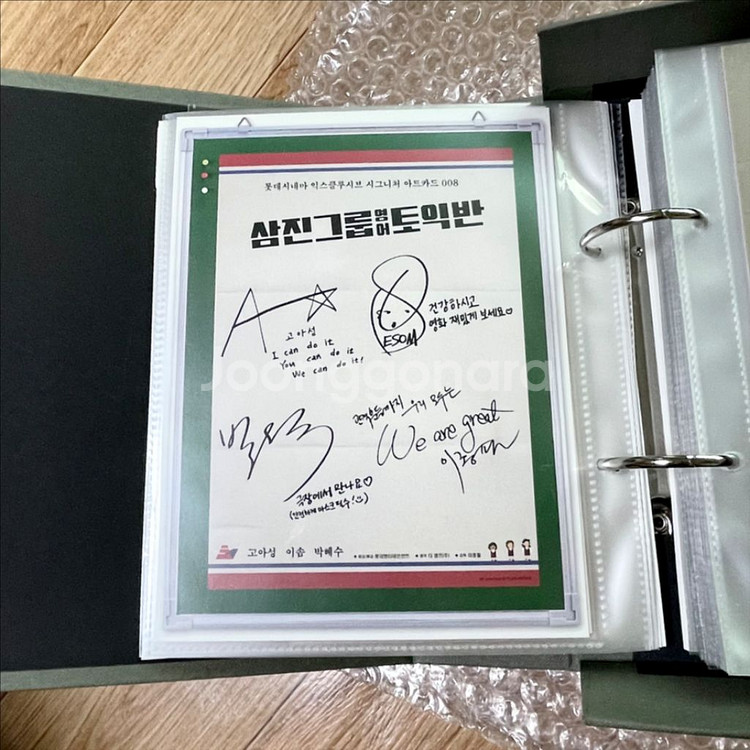 롯데시네마 익스클루시브 시그니처 아트카드 008
삼진그룹영어토익반
고아성
I can do it
You can do it
We can do it!
ESOM
건강하시고
영화 재밌게 보세요♡
우리 모두는
We are great
극장에서 만나요♡
고아성 이솜 박혜수
Joonggonara